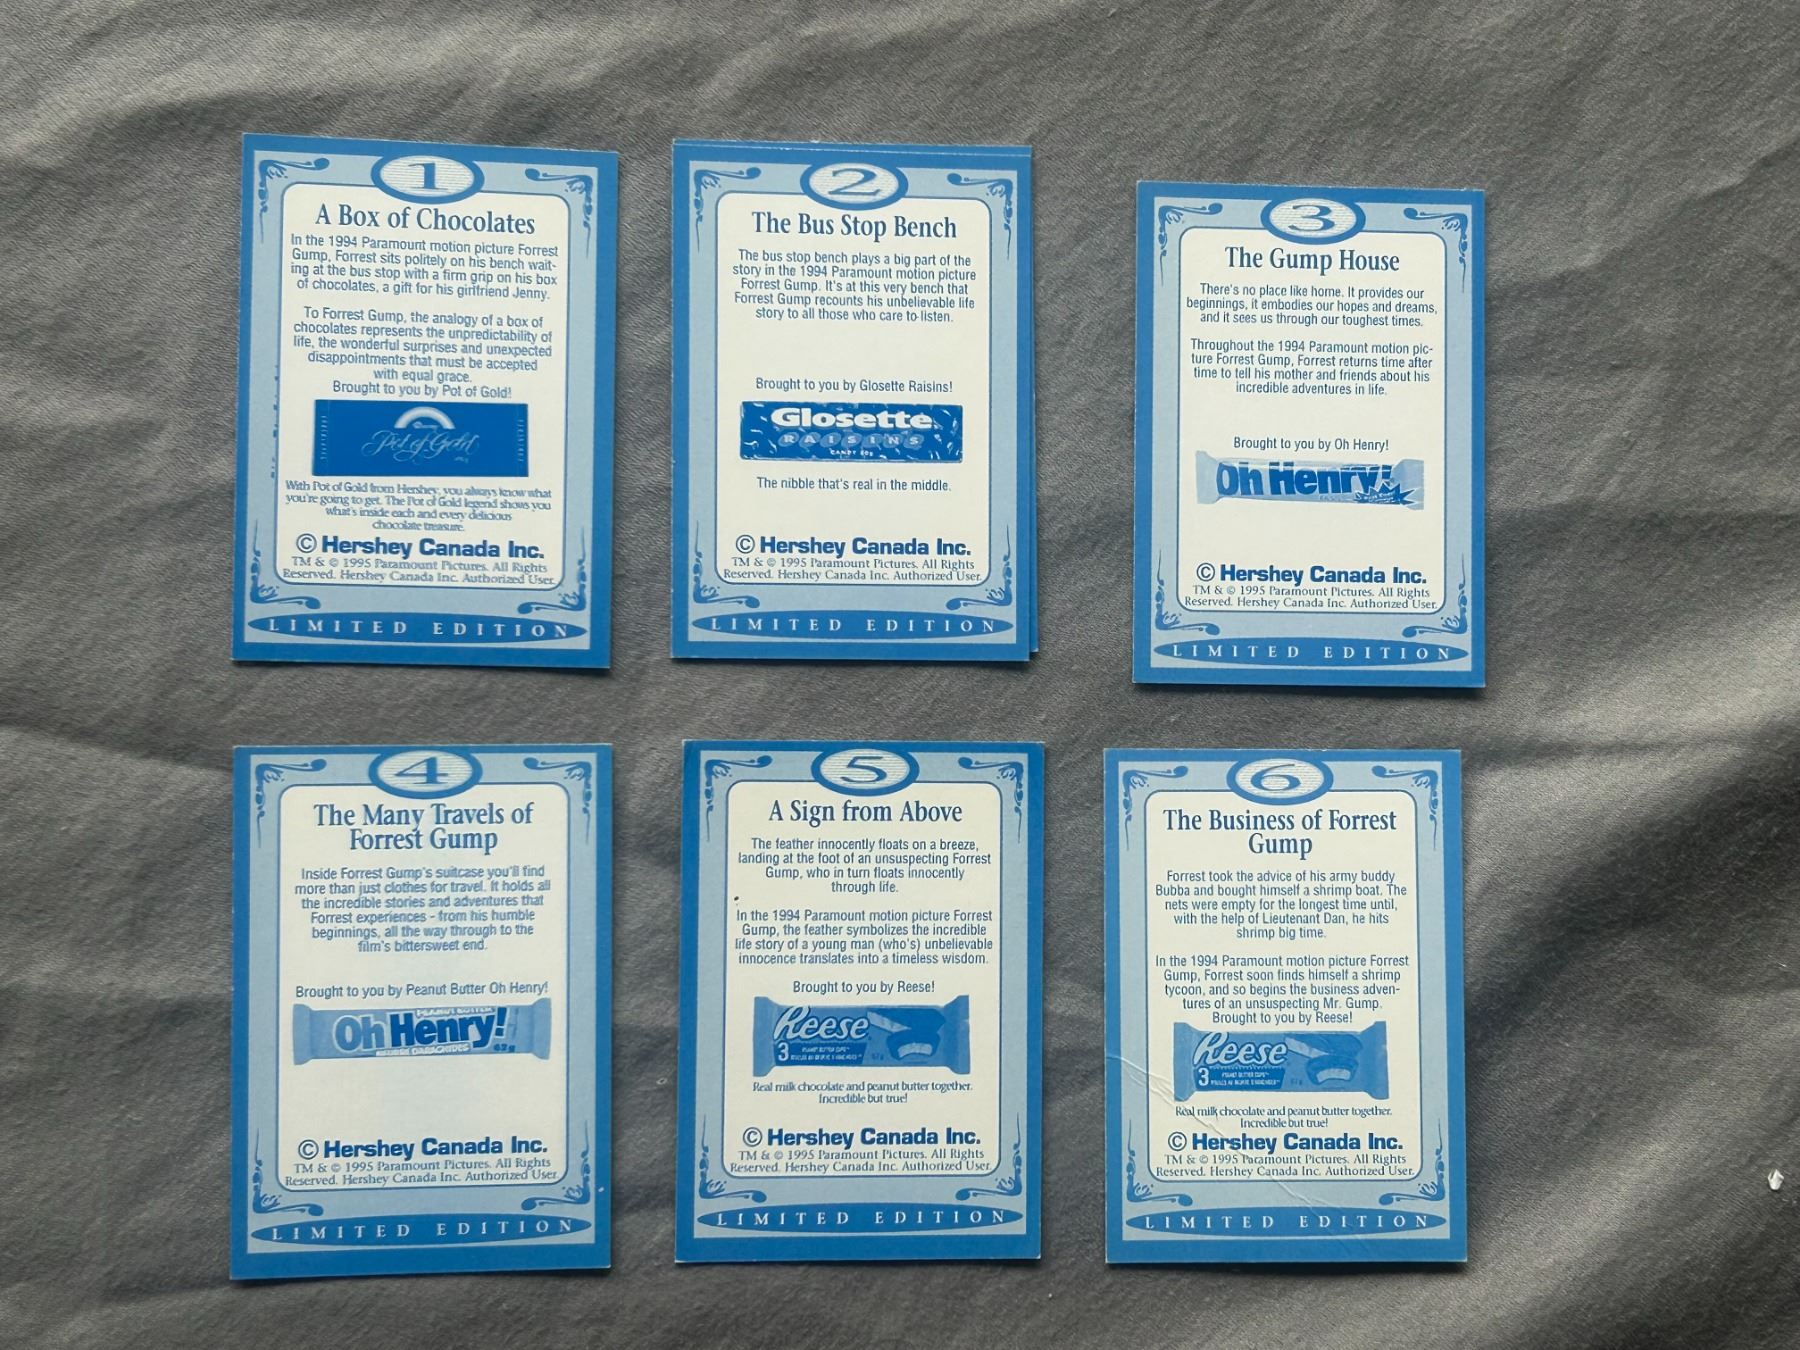 1
A Box of Chocolates
In the 1994 Paramount motion picture Forrest
Gump, Forrest sits politely on his bench wait-
ing at the bus stop with a firm grip on his box
of chocolates, a gift for his girlfriend Jenny.
To Forrest Gump, the analogy of a box of
chocolates represents the unpredictability of
life, the wonderful surprises and unexpected
disappointments that must be accepted
with equal grace.
Brought to you by Pot of Gold!
Pot of Gold
With Pot of Gold from Hershey, you always know what
you're going to get. The Pot of Gold legend shows you
what's inside each and every delicious
chocolate treasure.
© Hershey Canada Inc.
TM & © 1995 Paramount Pictures. All Rights
Reserved. Hershey Canada Inc. Authorized User.
LIMITED EDITION
2
The Bus Stop Bench
The bus stop bench plays a big part of the
story in the 1994 Paramount motion picture
Forrest Gump. It's at this very bench that
Forrest Gump recounts his unbelievable life
story to all those who care to listen.
Brought to you by Glosette Raisins!
Glosette
RAISINS
CANDY 50g
The nibble that's real in the middle.
© Hershey Canada Inc.
TM & © 1995 Paramount Pictures. All Rights
Reserved. Hershey Canada Inc. Authorized User.
LIMITED EDITION
3
The Gump House
There's no place like home. It provides our
beginnings, it embodies our hopes and dreams,
and it sees us through our toughest times.
Throughout the 1994 Paramount motion pic-
ture Forrest Gump, Forrest returns time after
time to tell his mother and friends about his
incredible adventures in life.
Brought to you by Oh Henry!
Oh Henry!
© Hershey Canada Inc.
TM & © 1995 Paramount Pictures. All Rights
Reserved. Hershey Canada Inc. Authorized User.
LIMITED EDITION
4
The Many Travels of
Forrest Gump
Inside Forrest Gump's suitcase you'll find
more than just clothes for travel. It holds all
the incredible stories and adventures that
Forrest experiences - from his humble
beginnings, all the way through to the
film's bittersweet end.
Brought to you by Peanut Butter Oh Henry!
PEANUT BUTTER
Oh Henry!
BEURRE D'ARACHIDES 62g
© Hershey Canada Inc.
TM & © 1995 Paramount Pictures. All Rights
Reserved. Hershey Canada Inc. Authorized User.
LIMITED EDITION
5
A Sign from Above
The feather innocently floats on a breeze,
landing at the foot of an unsuspecting Forrest
Gump, who in turn floats innocently
through life.
In the 1994 Paramount motion picture Forrest
Gump, the feather symbolizes the incredible
life story of a young man (who's) unbelievable
innocence translates into a timeless wisdom.
Brought to you by Reese!
Reese
3 PEANUT BUTTER CUPS
Real milk chocolate and peanut butter together.
Incredible but true!
© Hershey Canada Inc.
TM & © 1995 Paramount Pictures. All Rights
Reserved. Hershey Canada Inc. Authorized User.
LIMITED EDITION
6
The Business of Forrest
Gump
Forrest took the advice of his army buddy
Bubba and bought himself a shrimp boat. The
nets were empty for the longest time until,
with the help of Lieutenant Dan, he hits
shrimp big time.
In the 1994 Paramount motion picture Forrest
Gump, Forrest soon finds himself a shrimp
tycoon, and so begins the business adven-
tures of an unsuspecting Mr. Gump.
Brought to you by Reese!
Reese
3 PEANUT BUTTER CUPS
Real milk chocolate and peanut butter together.
Incredible but true!
© Hershey Canada Inc.
TM & © 1995 Paramount Pictures. All Rights
Reserved. Hershey Canada Inc. Authorized User.
LIMITED EDITION